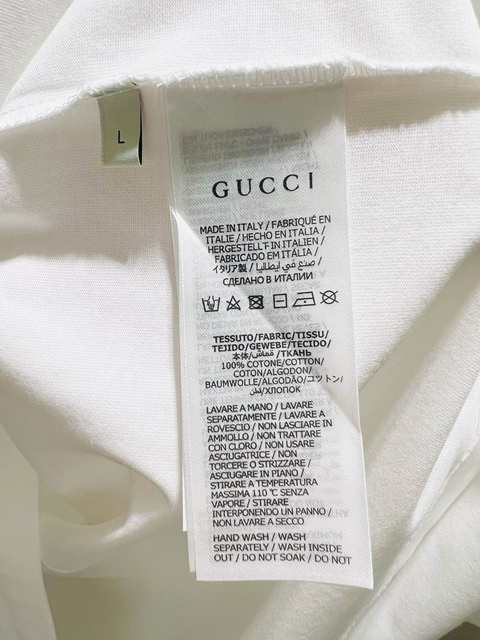 L
GUCCI
MADE IN ITALY / FABRIQUÉ EN
ITALIE / HECHO EN ITALIA /
HERGESTELLT IN ITALIEN /
FABRICADO EM ITÁLIA /
イタリア製 / صنع في ايطاليا /
СДЕЛАНО В ИТАЛИИ
TESSUTO/FABRIC/TISSU/
TEJIDO/GEWEBE/TECIDO/
本体/قماش/ТКАНЬ
100% COTONE/COTTON/
COTON/ALGODON/
BAUMWOLLE/ALGODÃO/コットン/
قطن/ХЛОПОК
LAVARE A MANO / LAVARE
SEPARATAMENTE / LAVARE A
ROVESCIO / NON LASCIARE IN
AMMOLLO / NON TRATTARE
CON CLORO / NON USARE
ASCIUGATRICE / NON
TORCERE O STRIZZARE /
ASCIUGARE IN PIANO /
STIRARE A TEMPERATURA
MASSIMA 110 °C SENZA
VAPORE / STIRARE
INTERPONENDO UN PANNO /
NON LAVARE A SECCO
HAND WASH / WASH
SEPARATELY / WASH INSIDE
OUT / DO NOT SOAK / DO NOT